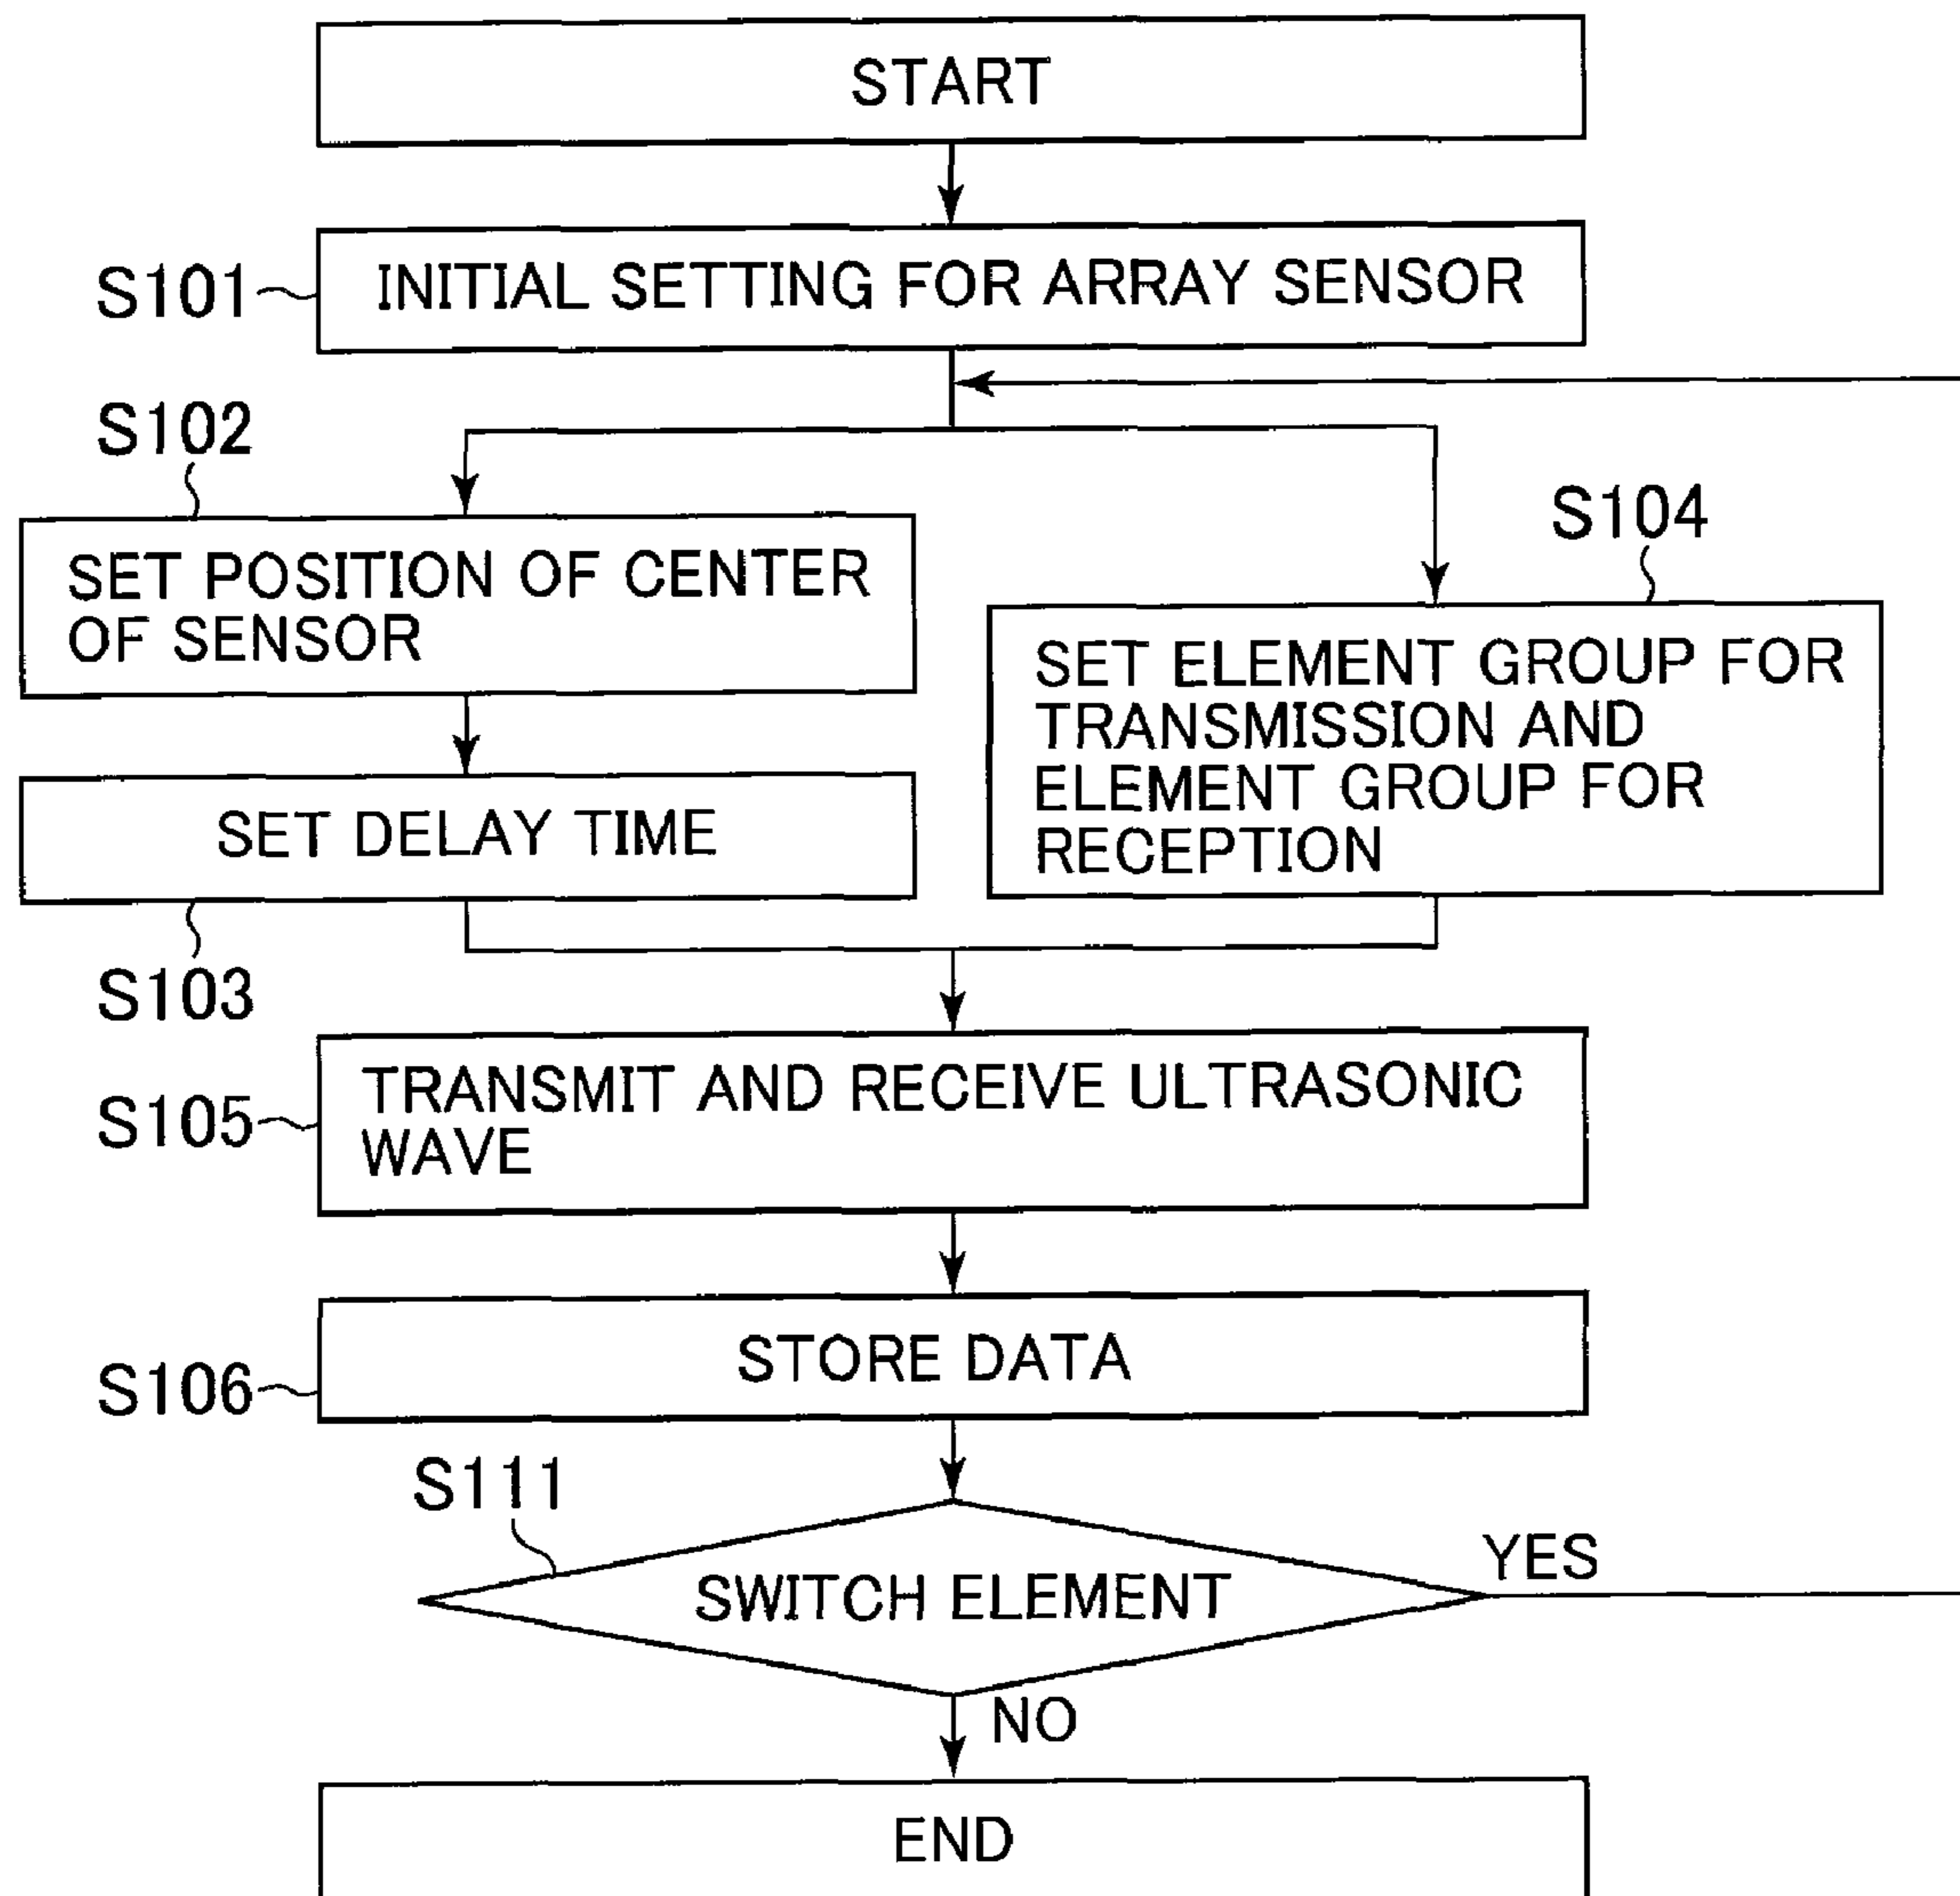 START
S101
INITIAL SETTING FOR ARRAY SENSOR
S102
SET POSITION OF CENTER
OF SENSOR
S104
SET ELEMENT GROUP FOR
TRANSMISSION AND
ELEMENT GROUP FOR
RECEPTION
SET DELAY TIME
S103
S105
TRANSMIT AND RECEIVE ULTRASONIC
WAVE
S106
STORE DATA
S111
SWITCH ELEMENT
YES
NO
END